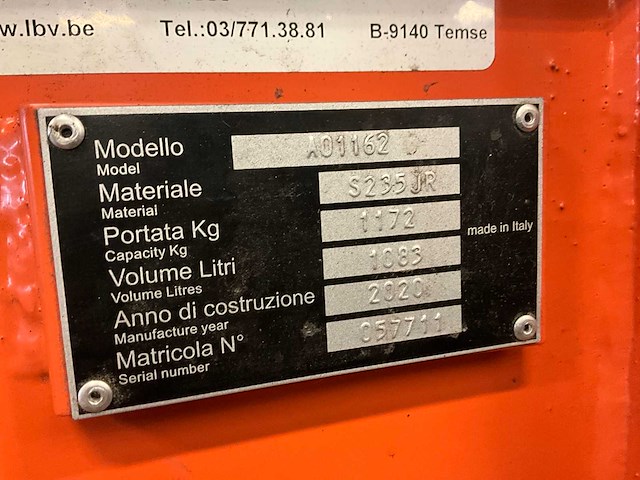 w.lbv.be Tel.:03/771.38.81 B-9140 Temse
Modello A01162 D
Model
Materiale S235JR
Material
Portata Kg 1172
Capacity Kg
made in Italy
Volume Litri 1083
Volume Litres
Anno di costruzione 2020
Manufacture year
Matricola N° 057711
Serial number